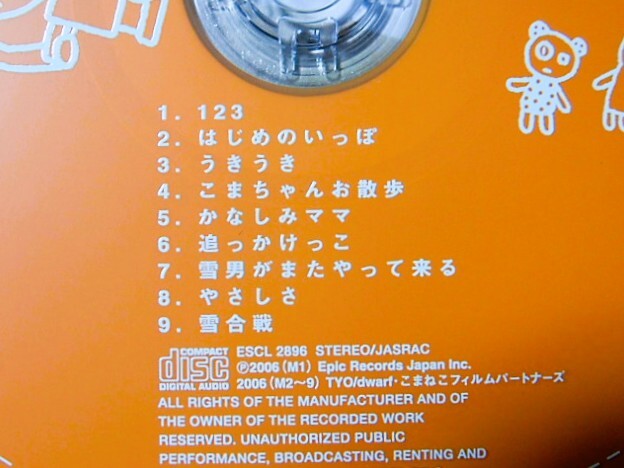 1. 123
2. はじめのいっぽ
3. うきうき
4. こまちゃんお散歩
5. かなしみママ
6. 追っかけっこ
7. 雪男がまたやって来る
8. やさしさ
9. 雪合戦
COMPACT disc DIGITAL AUDIO
ESCL 2896 STEREO/JASRAC
℗2006 (M1) Epic Records Japan Inc.
2006 (M2〜9) TYO/dwarf・こまねこフィルムパートナーズ
ALL RIGHTS OF THE MANUFACTURER AND OF
THE OWNER OF THE RECORDED WORK
RESERVED. UNAUTHORIZED PUBLIC
PERFORMANCE, BROADCASTING, RENTING AND